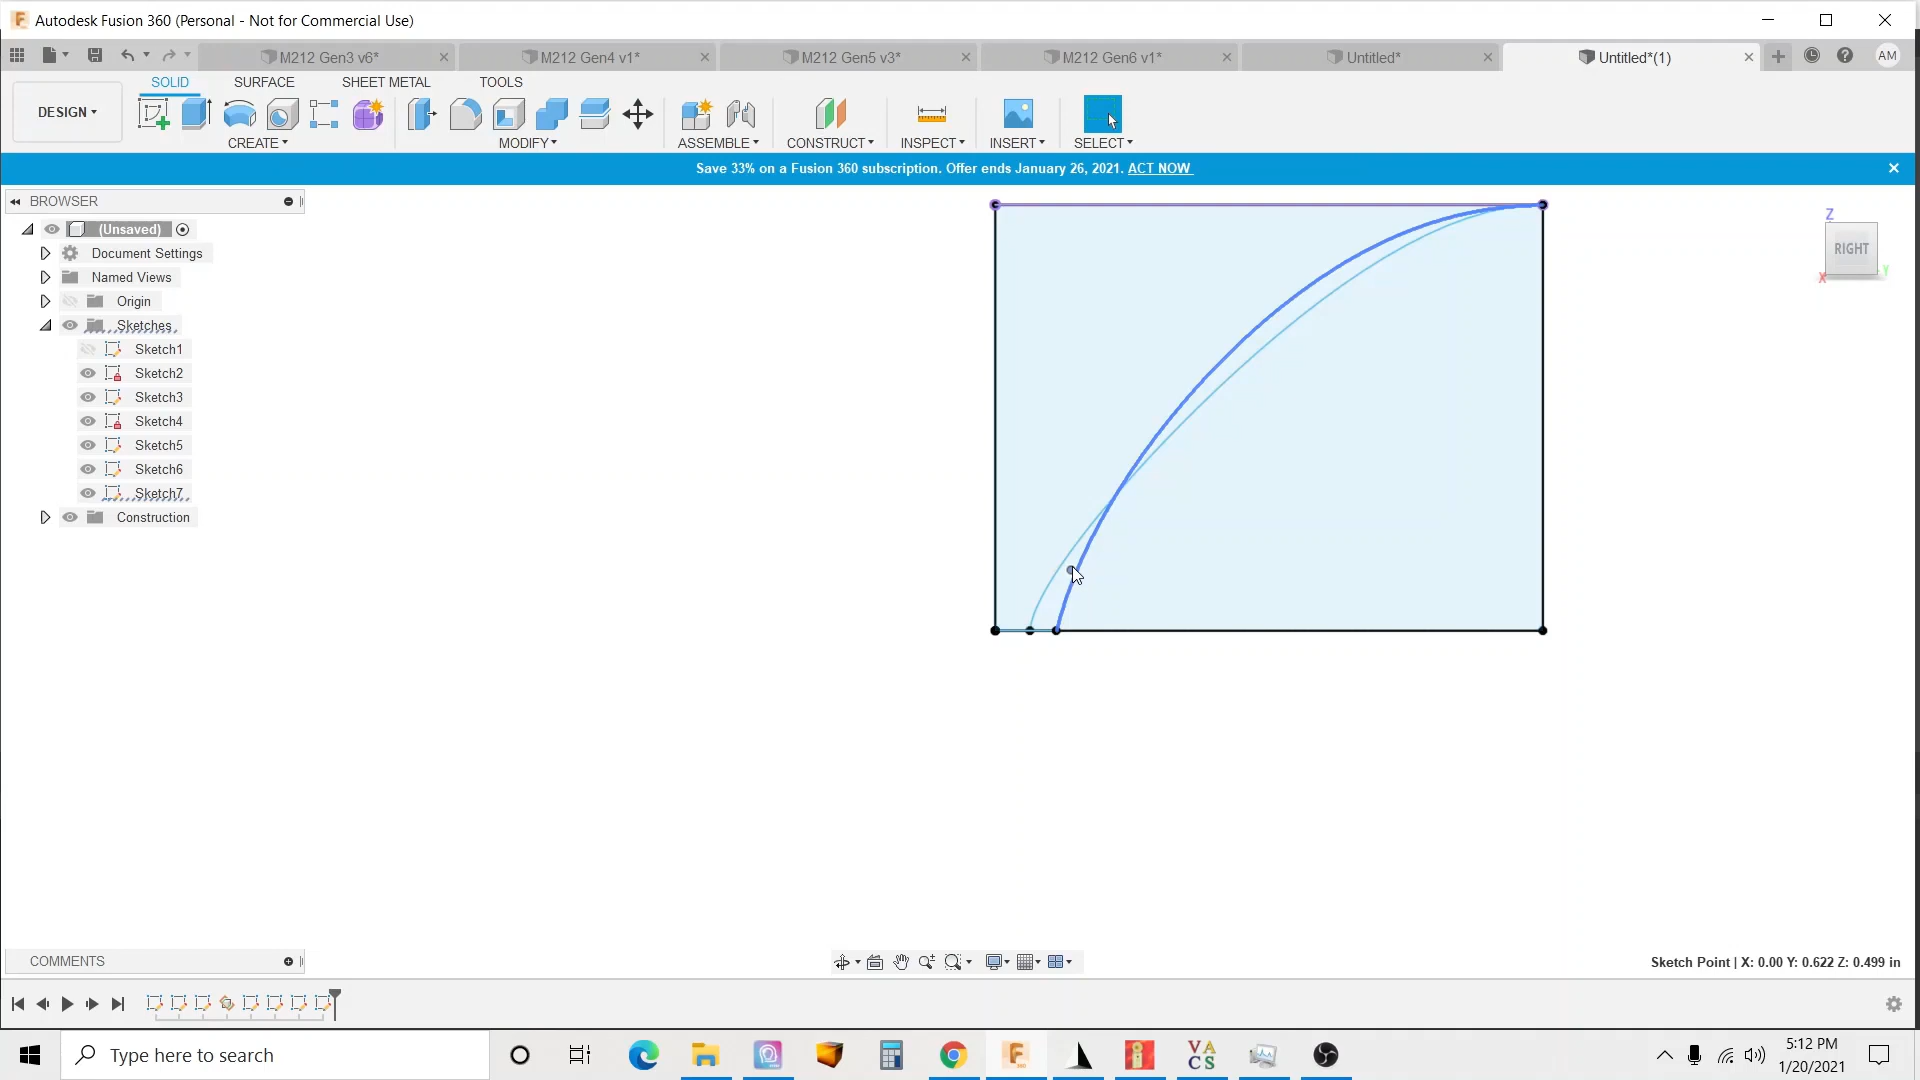 Autodesk Fusion 360 (Personal - Not for Commercial Use)
M212 Gen3 v6*
M212 Gen4 v1*
M212 Gen5 v3*
M212 Gen6 v1*
Untitled*
Untitled*(1)
AM
SOLID
SURFACE
SHEET METAL
TOOLS
DESIGN
CREATE
MODIFY
ASSEMBLE
CONSTRUCT
INSPECT
INSERT
SELECT
Save 33% on a Fusion 360 subscription. Offer ends January 26, 2021. ACT NOW
BROWSER
(Unsaved)
Document Settings
Named Views
Origin
Sketches
Sketch1
Sketch2
Sketch3
Sketch4
Sketch5
Sketch6
Sketch7
Construction
Z
RIGHT
X
Y
COMMENTS
Sketch Point | X: 0.00 Y: 0.622 Z: 0.499 in
Type here to search
VA
CS
5:12 PM
1/20/2021